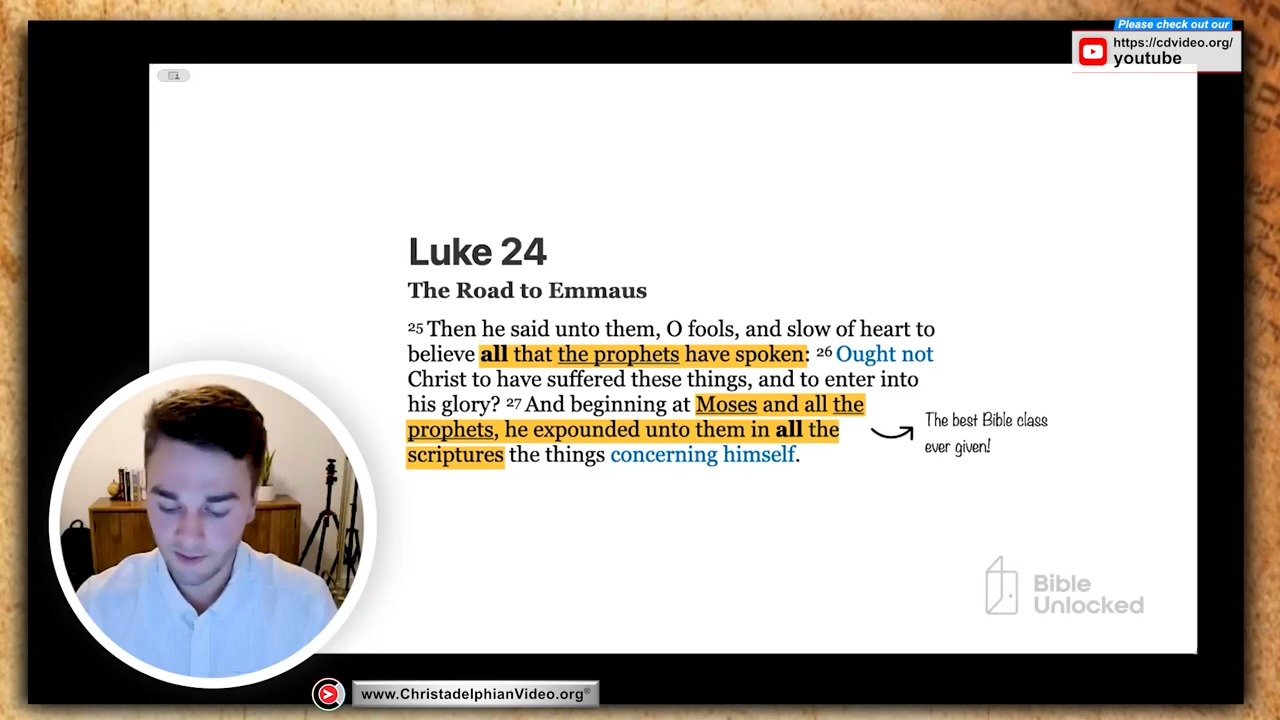 Please check out our
https://cdvideo.org/
youtube
Luke 24
The Road to Emmaus
25 Then he said unto them, O fools, and slow of heart to
believe all that the prophets have spoken: 26 Ought not
Christ to have suffered these things, and to enter into
his glory? 27 And beginning at Moses and all the
prophets, he expounded unto them in all the
scriptures the things concerning himself.
The best Bible class
ever given!
Bible
Unlocked
www.ChristadelphianVideo.org®